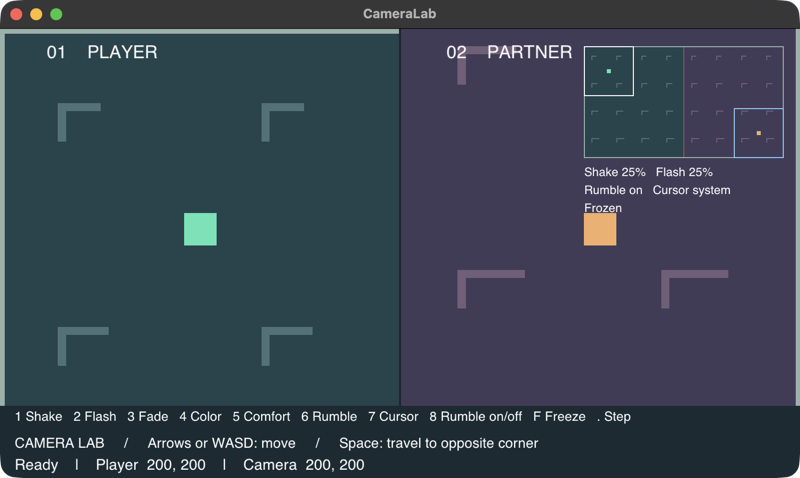 CameraLab
01 PLAYER
02 PARTNER
Shake 25% Flash 25%
Rumble on Cursor system
Frozen
1 Shake 2 Flash 3 Fade 4 Color 5 Comfort 6 Rumble 7 Cursor 8 Rumble on/off F Freeze . Step
CAMERA LAB / Arrows or WASD: move / Space: travel to opposite corner
Ready | Player 200, 200 | Camera 200, 200